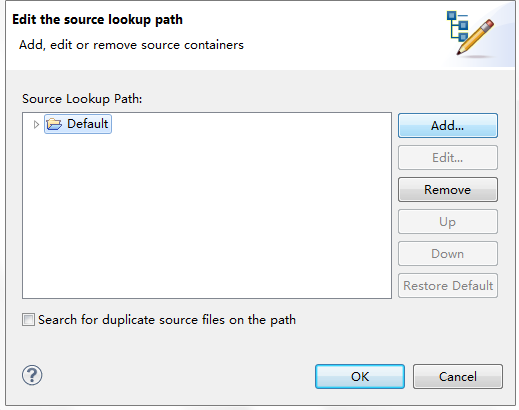 Edit the source lookup path
Add, edit or remove source containers
Source Lookup Path:
Default
Add...
Edit...
Remove
Up
Down
Restore Default
Search for duplicate source files on the path
?
OK
Cancel